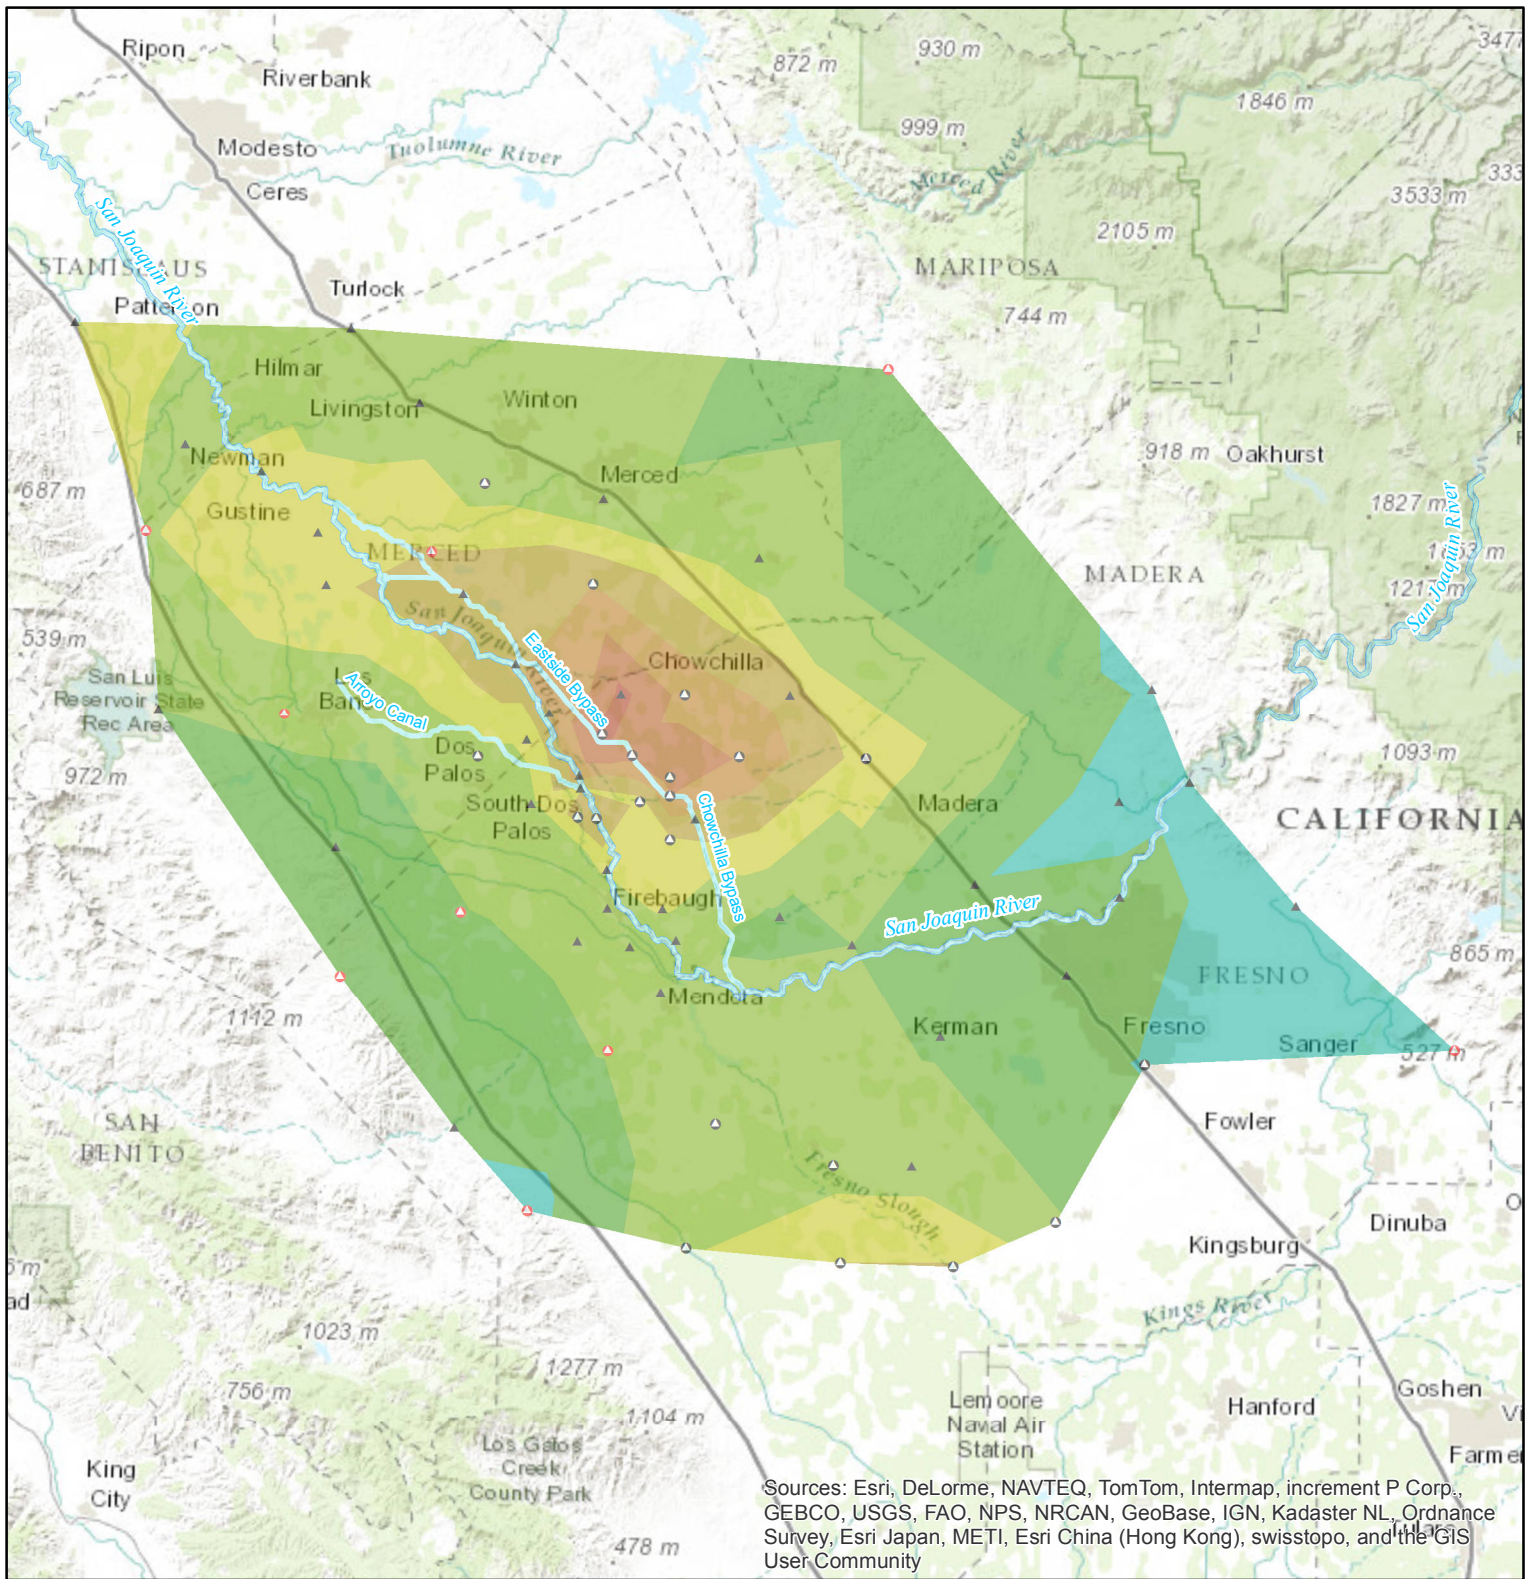 Ripon
Riverbank
Modesto
Ceres
Tuolumne River
872 m
930 m
999 m
Merced River
1846 m
3477
333
3533 m
2105 m
San Joaquin River
STANISLAUS
Patterson
Turlock
MARIPOSA
744 m
Hilmar
Livingston
Winton
Newman
Merced
687 m
Gustine
MERCED
918 m
Oakhurst
1827 m
1217 m
MADERA
San Joaquin River
539 m
San Joaquin River
Eastside Bypass
Chowchilla
San Luis
Reservoir State
Rec Area
Los
Banos
Arroyo Canal
972 m
Dos
Palos
South Dos
Palos
Chowchilla Bypass
Madera
1093 m
CALIFORNIA
Firebaugh
San Joaquin River
865 m
FRESNO
Mendota
1112 m
Kerman
Fresno
Sanger
527 m
SAN
BENITO
Fowler
Fresno Slough
Dinuba
Kingsburg
Kings River
ad
1023 m
1277 m
756 m
1104 m
Lemoore
Naval Air
Station
Hanford
Goshen
Vi
Farmer
Los Gatos
Creek
County Park
King
City
478 m
Tulare
Sources: Esri, DeLorme, NAVTEQ, TomTom, Intermap, increment P Corp.,
GEBCO, USGS, FAO, NPS, NRCAN, GeoBase, IGN, Kadaster NL, Ordnance
Survey, Esri Japan, METI, Esri China (Hong Kong), swisstopo, and the GIS
User Community